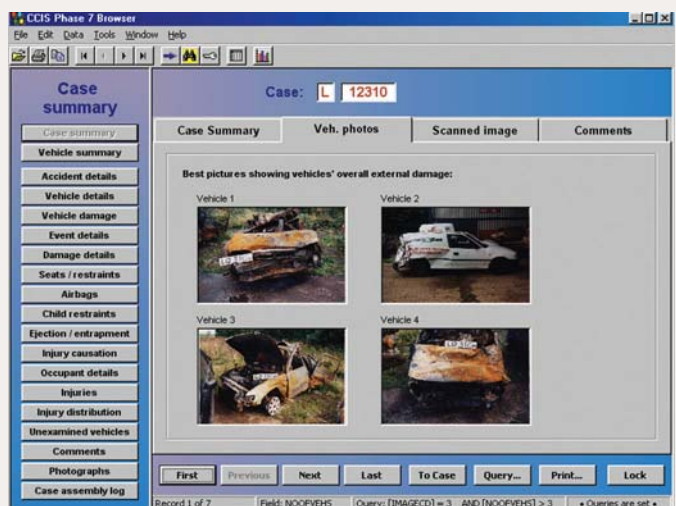 CCIS Phase 7 Browser
File Edit Data Tools Window Help
Case
summary
Case summary
Vehicle summary
Accident details
Vehicle details
Vehicle damage
Event details
Damage details
Seats / restraints
Airbags
Child restraints
Ejection / entrapment
Injury causation
Occupant details
Injuries
Injury distribution
Unexamined vehicles
Comments
Photographs
Case assembly log
Case: L 12310
Case Summary Veh. photos Scanned image Comments
Best pictures showing vehicles' overall external damage:
Vehicle 1 Vehicle 2
Vehicle 3 Vehicle 4
First Previous Next Last To Case Query... Print... Lock
Record 1 of 7 Field: NOOFVEHS Query: [IMAGECD] = 3 AND [NOOFVEHS] > 3 • Queries are set •